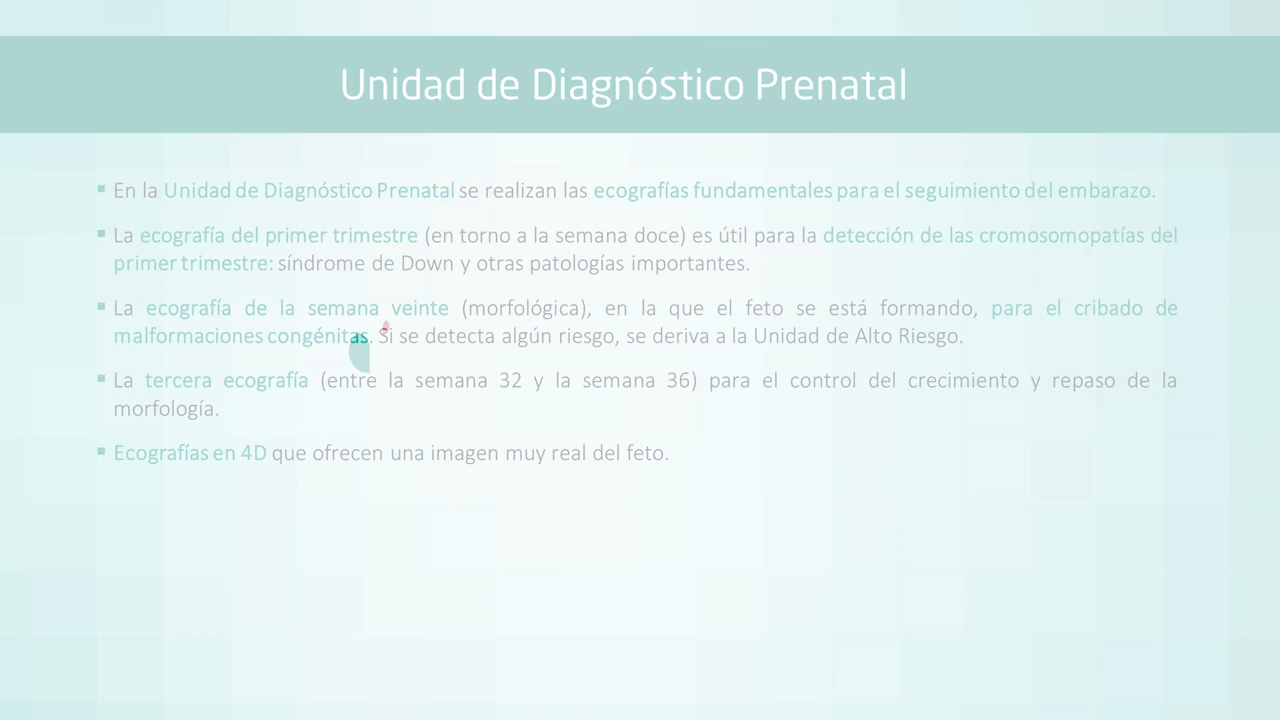 Unidad de Diagnóstico Prenatal
▪ En la Unidad de Diagnóstico Prenatal se realizan las ecografías fundamentales para el seguimiento del embarazo.
▪ La ecografía del primer trimestre (en torno a la semana doce) es útil para la detección de las cromosomopatías del
primer trimestre: síndrome de Down y otras patologías importantes.
▪ La ecografía de la semana veinte (morfológica), en la que el feto se está formando, para el cribado de
malformaciones congénitas. Si se detecta algún riesgo, se deriva a la Unidad de Alto Riesgo.
▪ La tercera ecografía (entre la semana 32 y la semana 36) para el control del crecimiento y repaso de la
morfología.
▪ Ecografías en 4D que ofrecen una imagen muy real del feto.